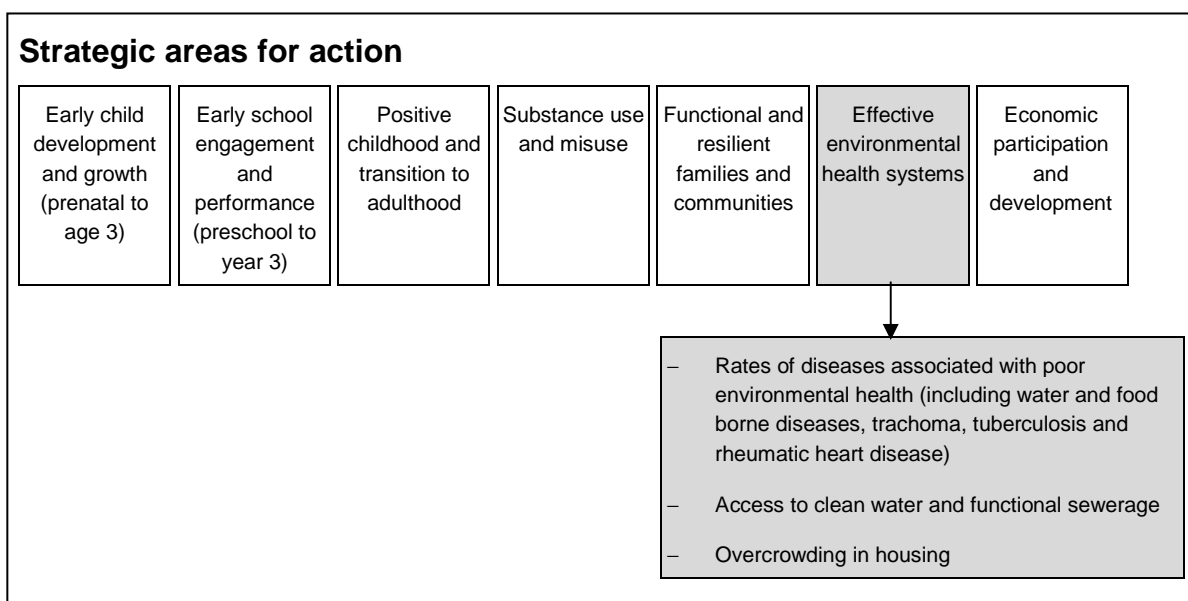 Strategic areas for action
Early child
development
and growth
(prenatal to
age 3)
Early school
engagement
and
performance
(preschool to
year 3)
Positive
childhood and
transition to
adulthood
Substance use
and misuse
Functional and
resilient
families and
communities
Effective
environmental
health systems
Economic
participation
and
development
– Rates of diseases associated with poor
environmental health (including water and food
borne diseases, trachoma, tuberculosis and
rheumatic heart disease)
– Access to clean water and functional sewerage
– Overcrowding in housing